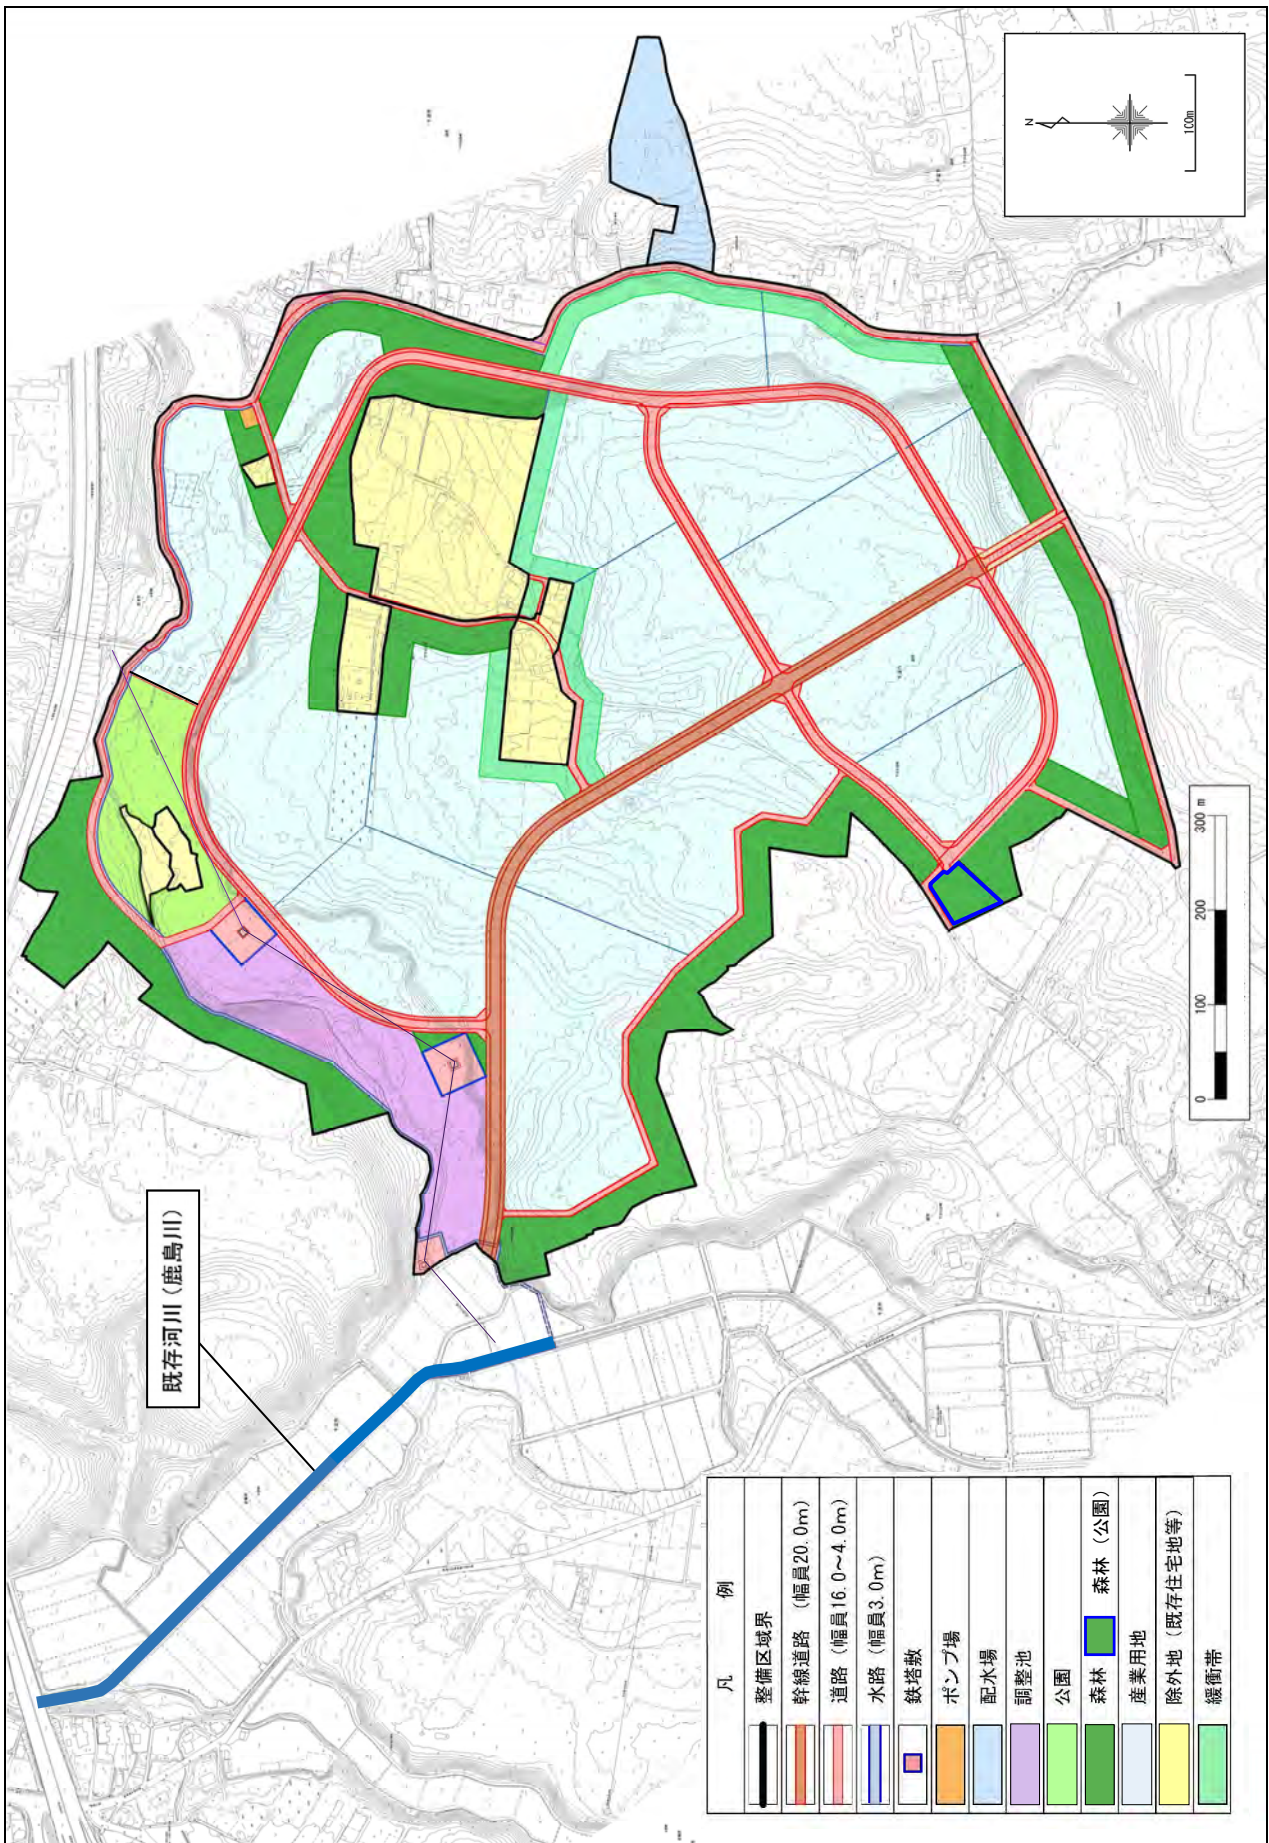 既存河川（鹿島川）
N
100m
0 100 200 300 m
凡 例
整備区域界
幹線道路 （幅員20.0m）
道路（幅員16.0～4.0m）
水路（幅員3.0m）
鉄塔敷
ポンプ場
配水場
調整池
公園
森林 森林（公園）
産業用地
除外地（既存住宅地等）
緩衝帯